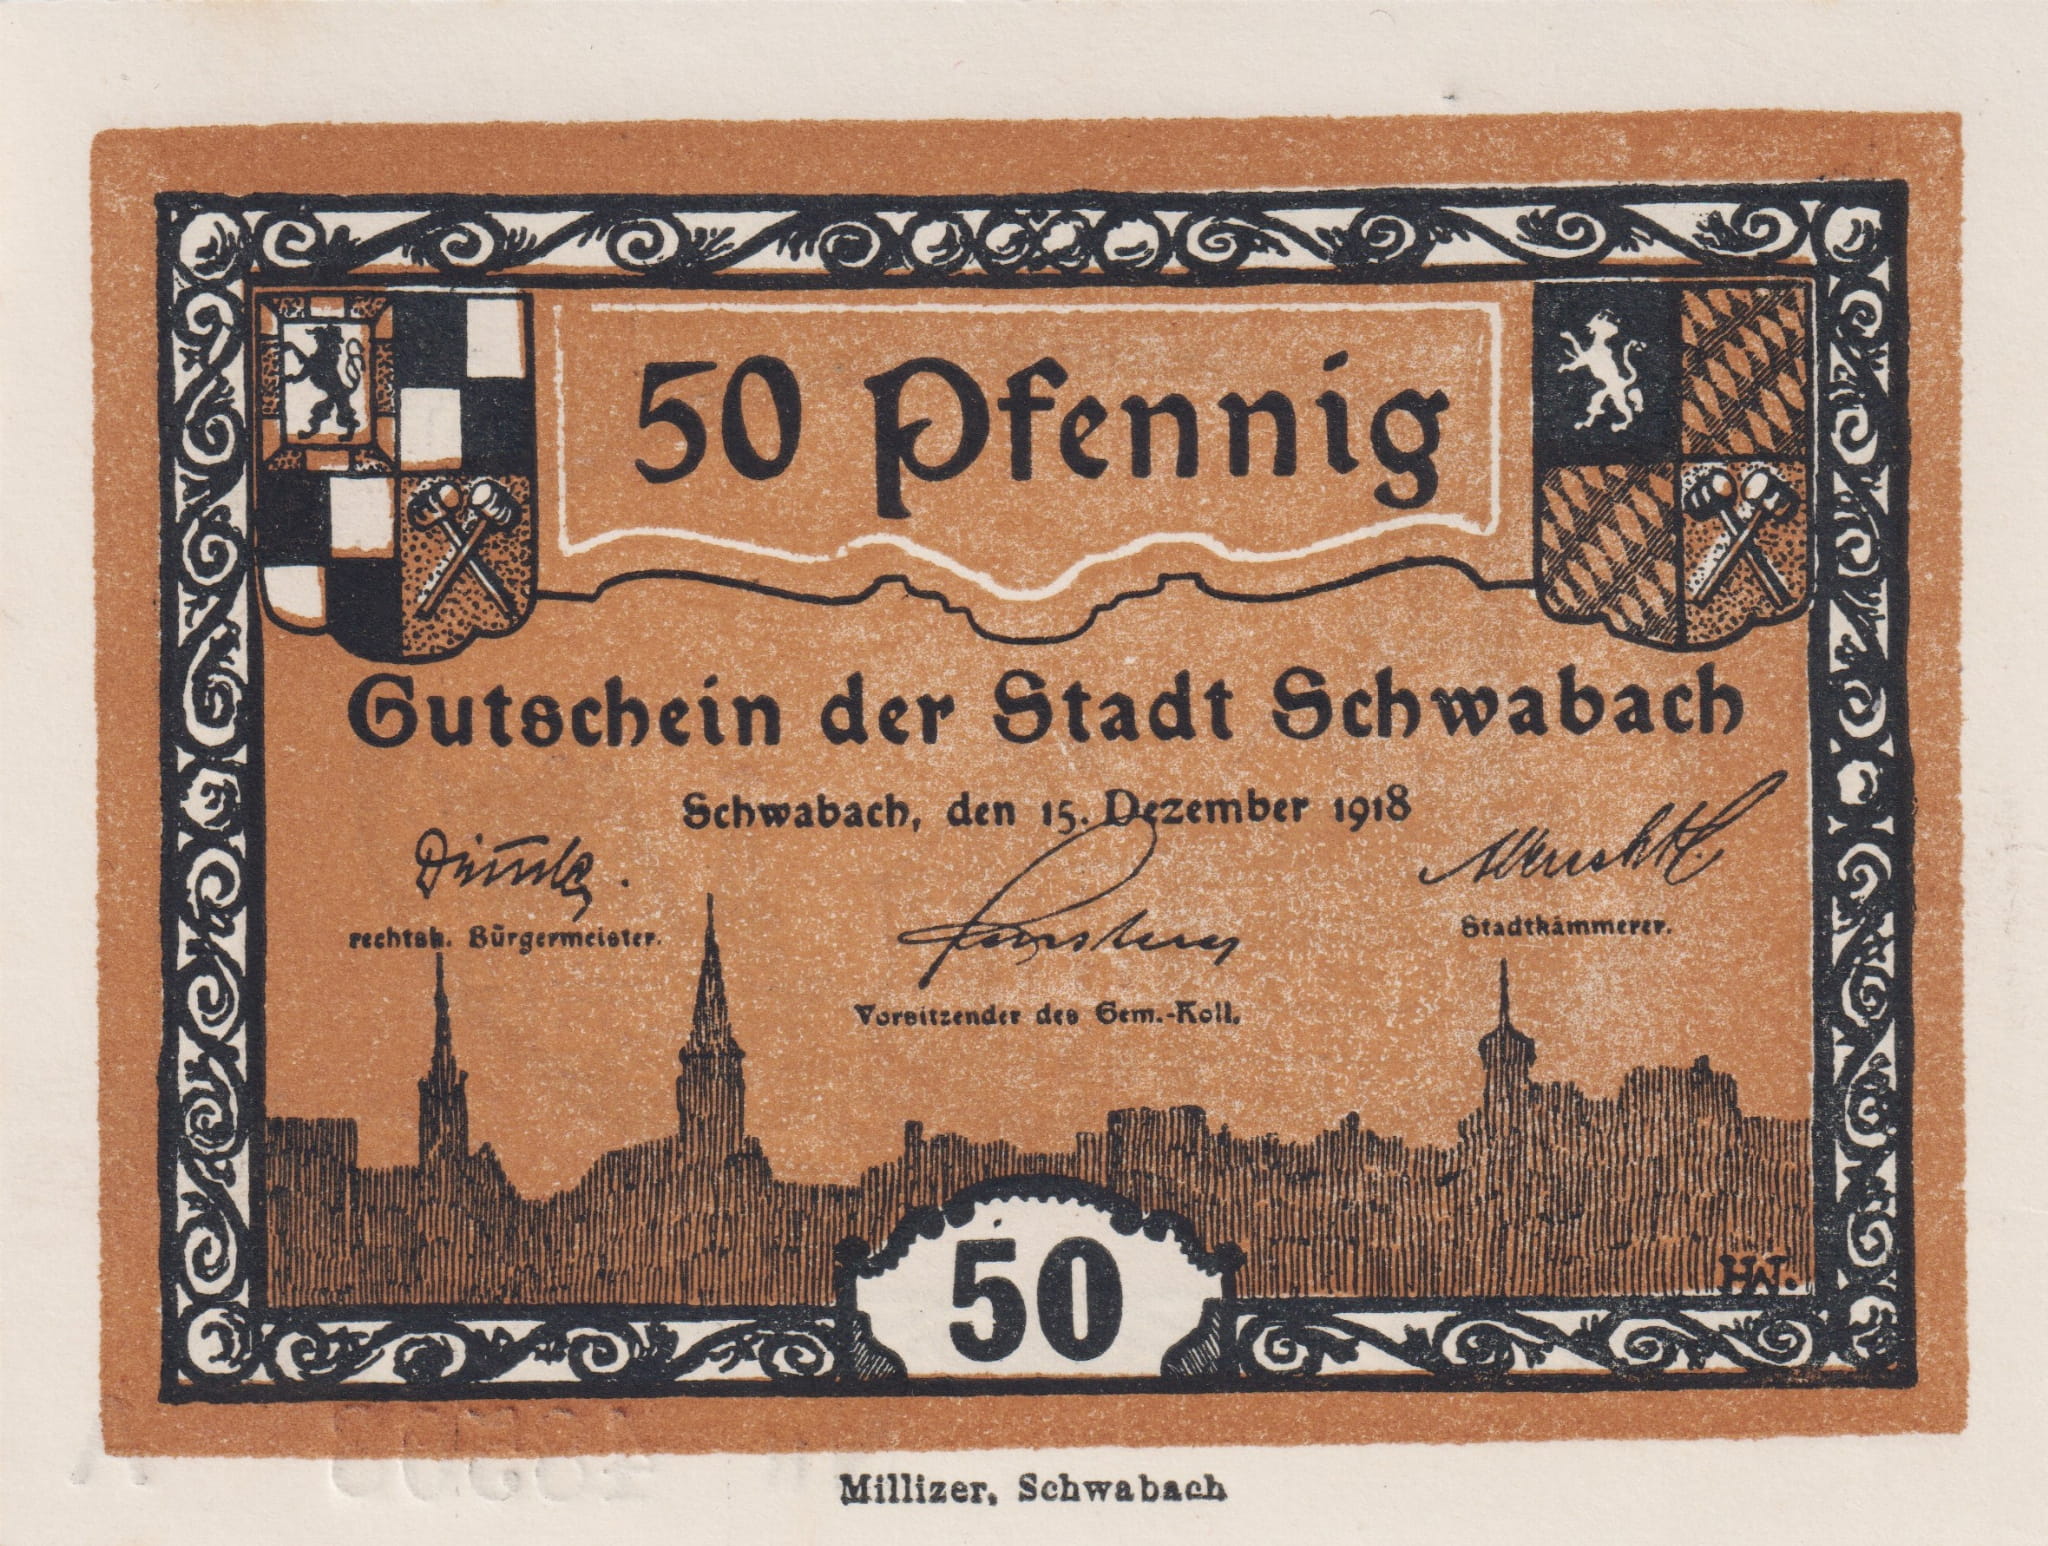 50 Pfennig
Gutschein der Stadt Schwabach
Schwabach, den 15. Dezember 1918
rechtsk. Bürgermeister.
Stadtkämmerer.
Vorsitzender des Gem.-Koll.
50
HW.
Millizer, Schwabach